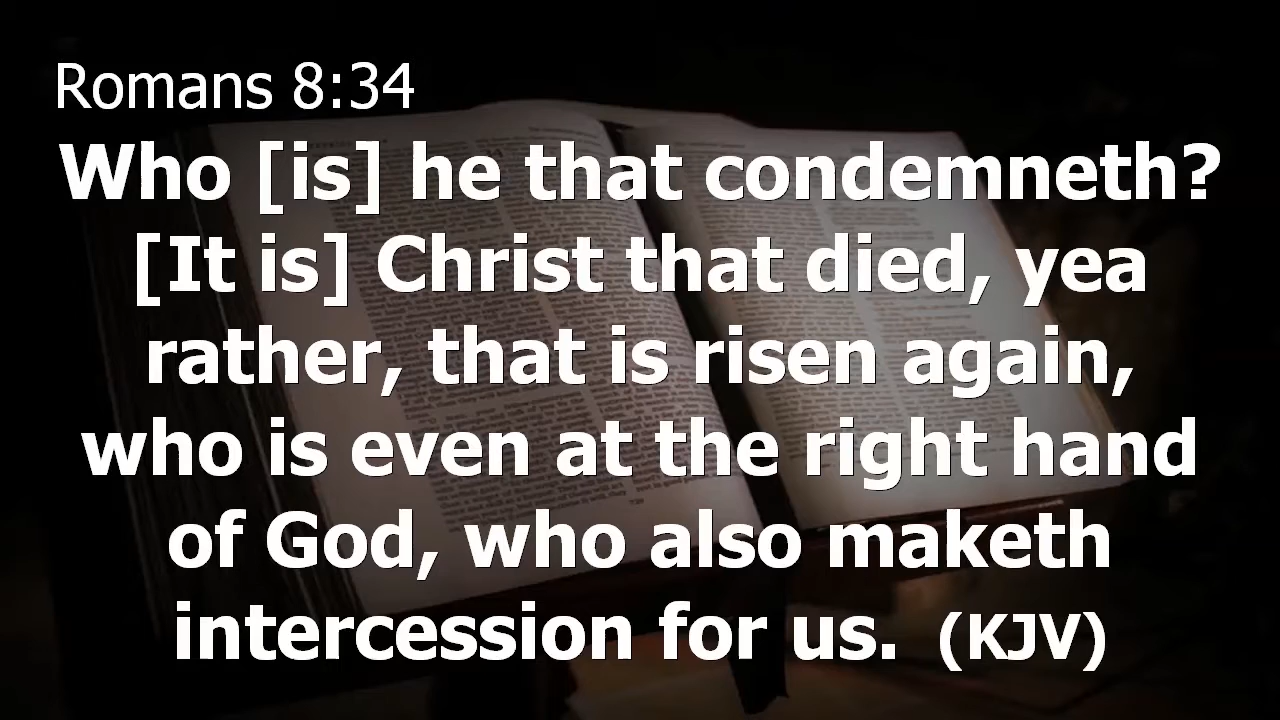 Romans 8:34
Who [is] he that condemneth?
[It is] Christ that died, yea
rather, that is risen again,
who is even at the right hand
of God, who also maketh
intercession for us. (KJV)